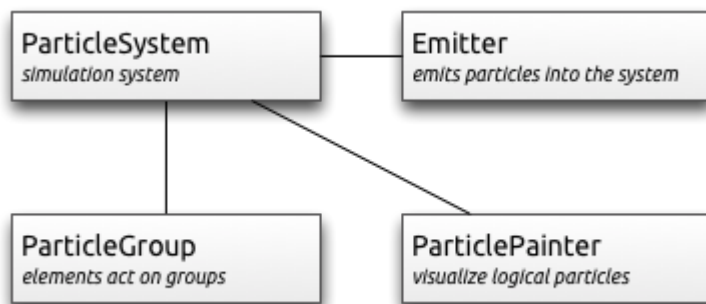 ParticleSystem
simulation system
Emitter
emits particles into the system
ParticleGroup
elements act on groups
ParticlePainter
visualize logical particles